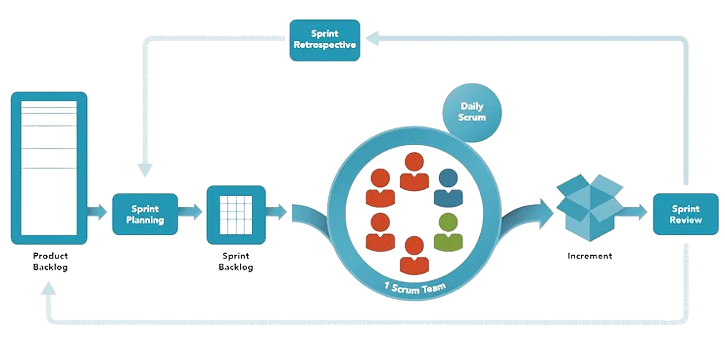 Sprint
Retrospective
Daily
Scrum
Sprint
Planning
Sprint
Review
Product
Backlog
Sprint
Backlog
1 Scrum Team
Increment